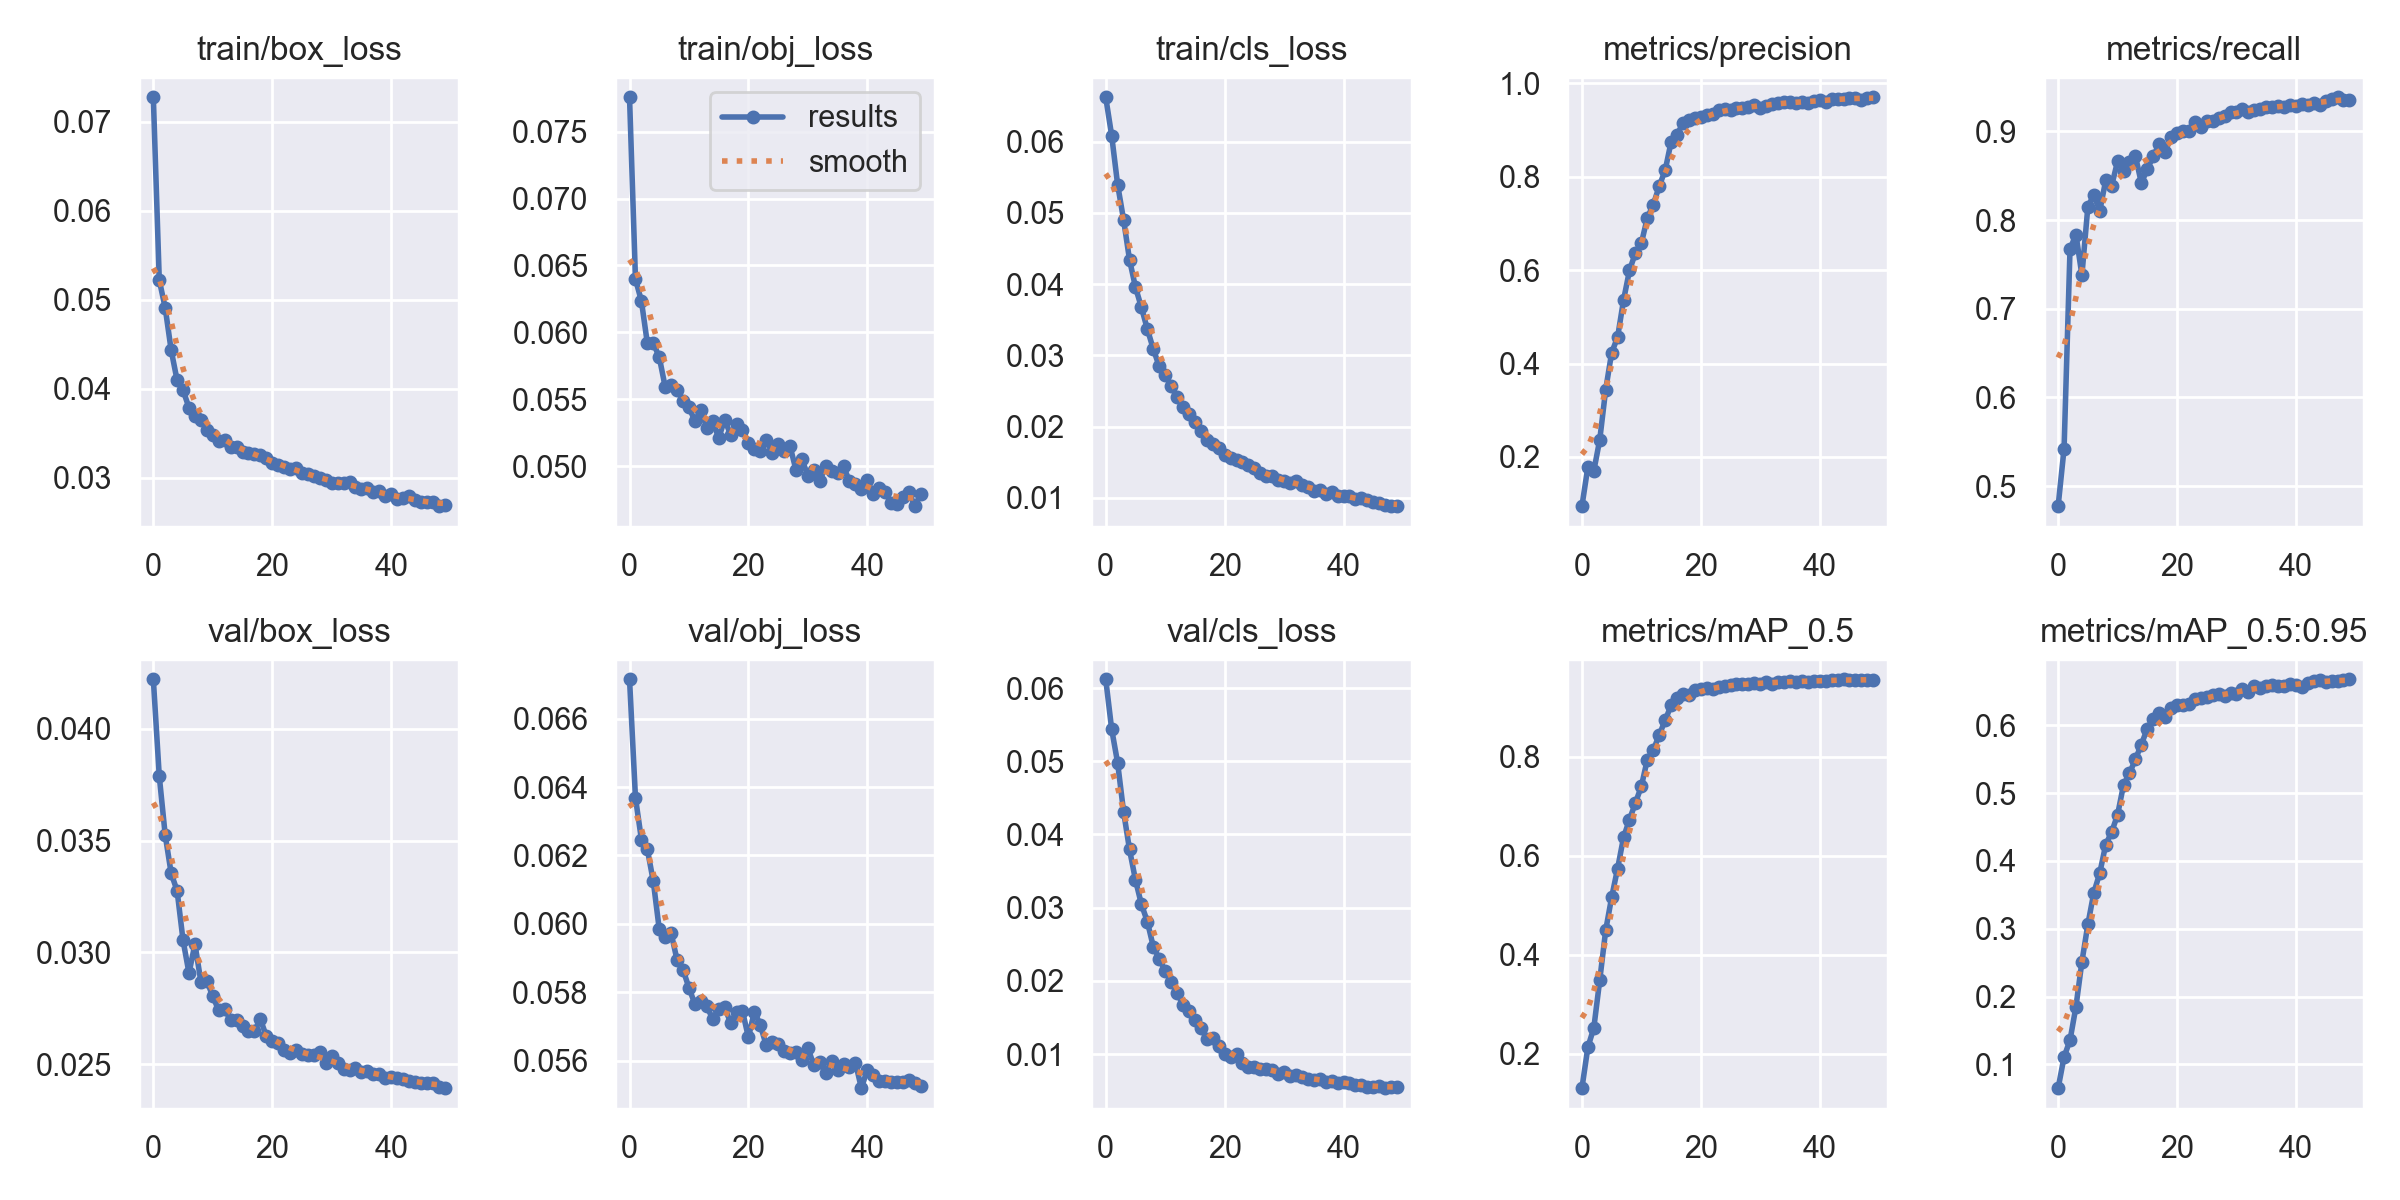 train/box_loss
train/obj_loss
train/cls_loss
metrics/precision
metrics/recall
0.07
0.06
0.05
0.04
0.03
0 20 40
results
smooth
0.075
0.070
0.065
0.060
0.055
0.050
0 20 40
0.06
0.05
0.04
0.03
0.02
0.01
0 20 40
1.0
0.8
0.6
0.4
0.2
0 20 40
0.9
0.8
0.7
0.6
0.5
0 20 40
val/box_loss
val/obj_loss
val/cls_loss
metrics/mAP_0.5
metrics/mAP_0.5:0.95
0.040
0.035
0.030
0.025
0 20 40
0.066
0.064
0.062
0.060
0.058
0.056
0 20 40
0.06
0.05
0.04
0.03
0.02
0.01
0 20 40
0.8
0.6
0.4
0.2
0 20 40
0.6
0.5
0.4
0.3
0.2
0.1
0 20 40